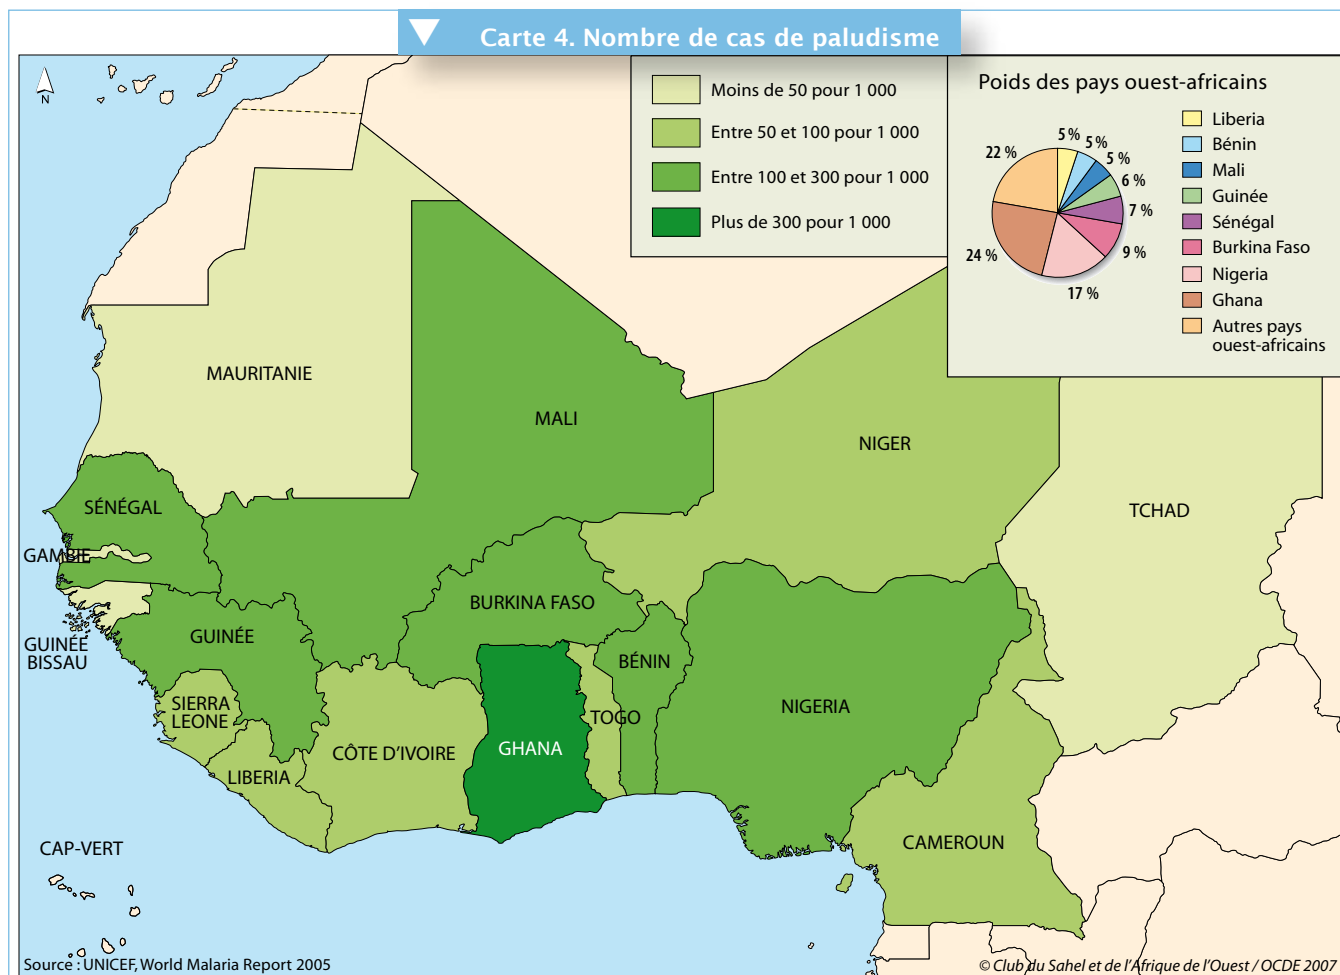 Carte 4. Nombre de cas de paludisme
N
Moins de 50 pour 1 000
Entre 50 et 100 pour 1 000
Entre 100 et 300 pour 1 000
Plus de 300 pour 1 000
Poids des pays ouest-africains
5 %
5 %
5 %
6 %
7 %
9 %
17 %
24 %
22 %
Liberia
Bénin
Mali
Guinée
Sénégal
Burkina Faso
Nigeria
Ghana
Autres pays
ouest-africains
MAURITANIE
MALI
NIGER
TCHAD
SÉNÉGAL
GAMBIE
GUINÉE
BISSAU
GUINÉE
BURKINA FASO
BÉNIN
SIERRA
LEONE
LIBERIA
CÔTE D'IVOIRE
GHANA
TOGO
NIGERIA
CAMEROUN
CAP-VERT
Source : UNICEF, World Malaria Report 2005
© Club du Sahel et de l'Afrique de l'Ouest / OCDE 2007